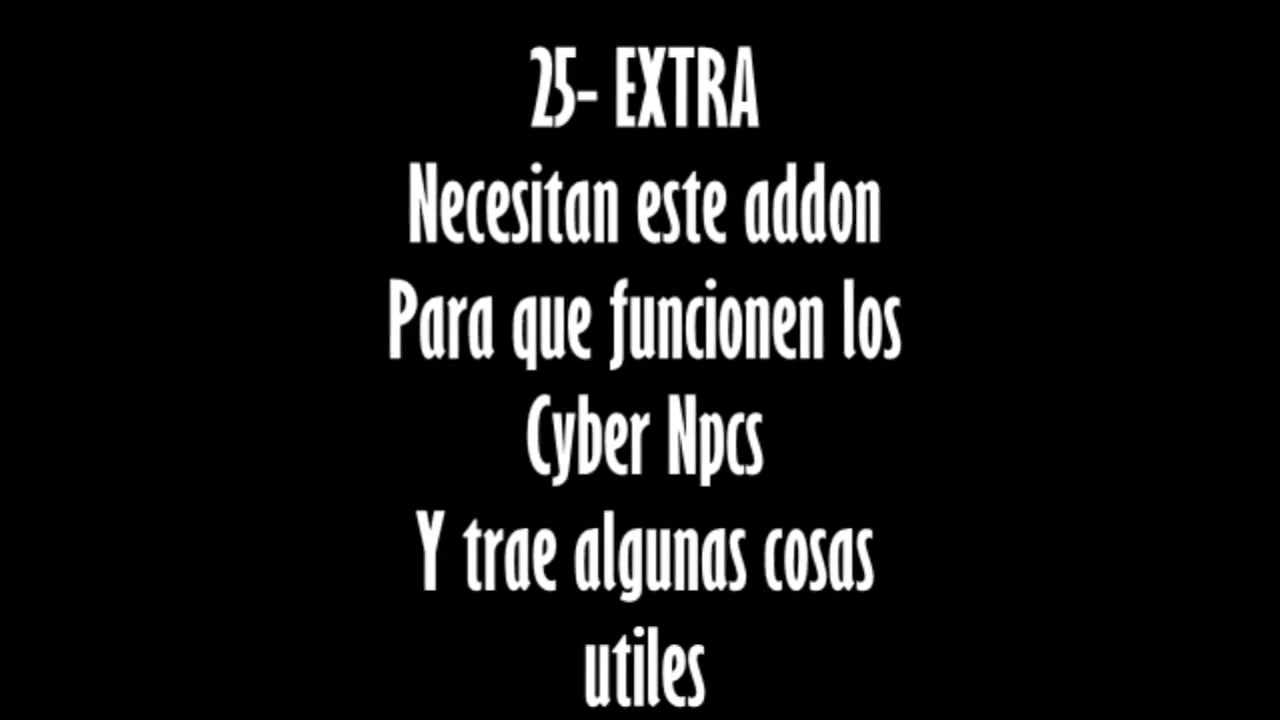 25- EXTRA
Necesitan este addon
Para que funcionen los
Cyber Npcs
Y trae algunas cosas
utiles